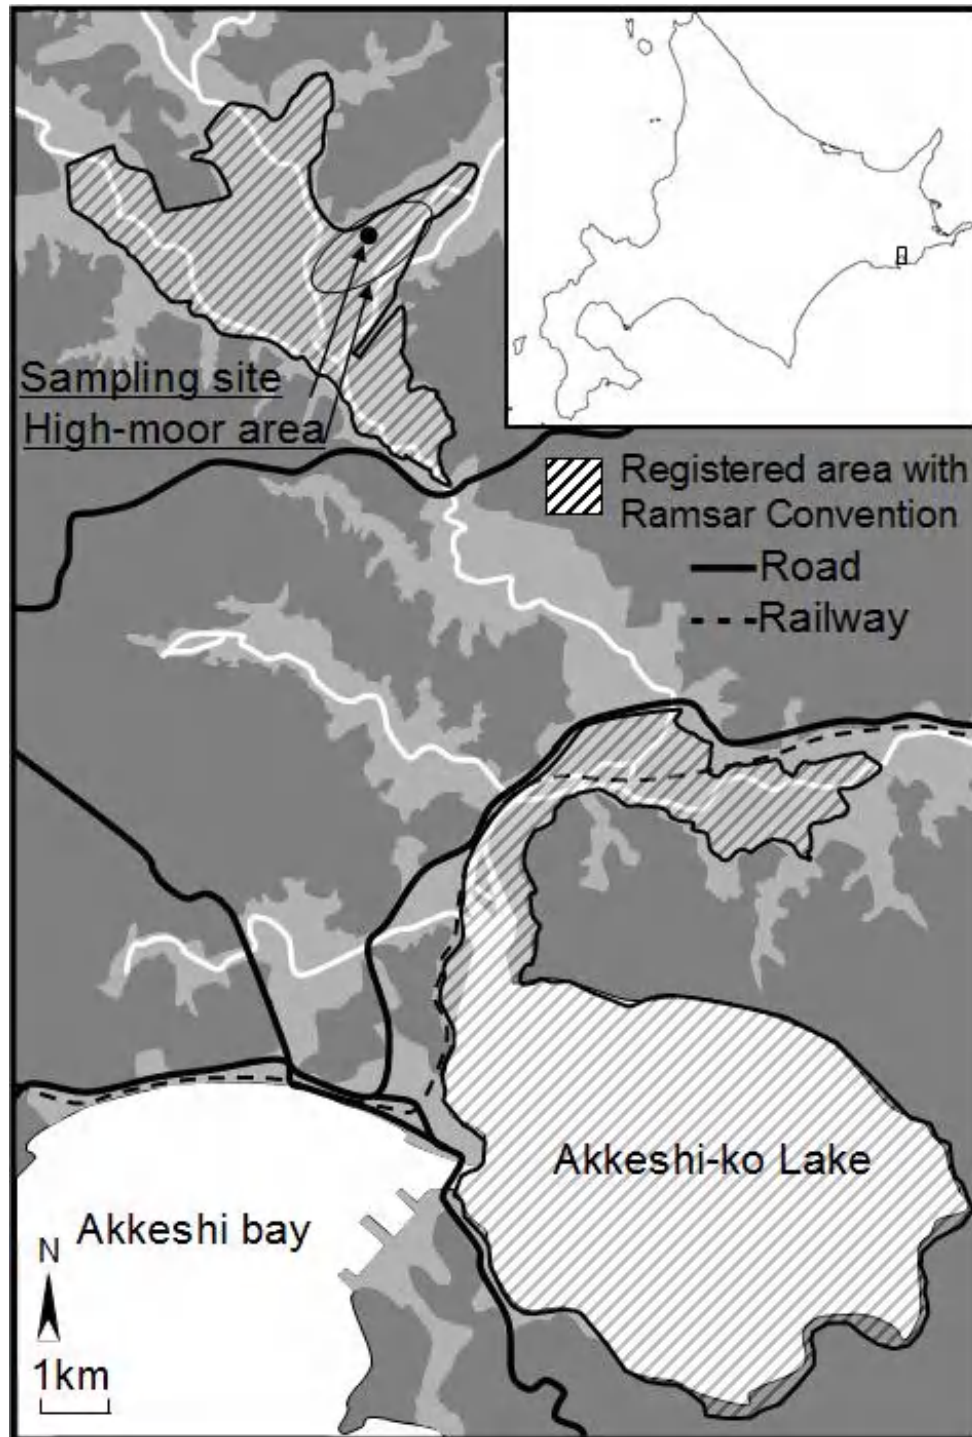 Sampling site
High-moor area
Registered area with
Ramsar Convention
Road
Railway
Akkeshi-ko Lake
Akkeshi bay
N
1km